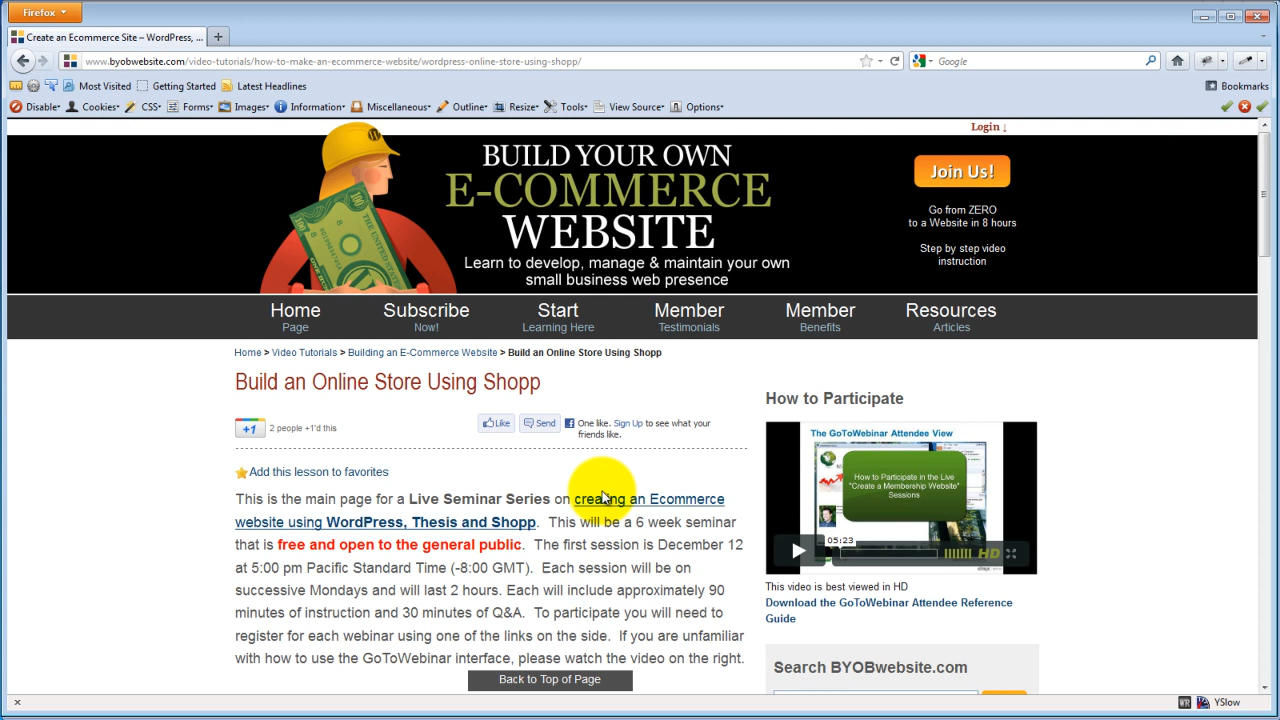 Firefox
Create an Ecommerce Site – WordPress, ...
www.byobwebsite.com/video-tutorials/how-to-make-an-ecommerce-website/wordpress-online-store-using-shopp/
Google
Most Visited Getting Started Latest Headlines Bookmarks
Disable Cookies CSS Forms Images Information Miscellaneous Outline Resize Tools View Source Options
Login ↓
BUILD YOUR OWN
E-COMMERCE
WEBSITE
Learn to develop, manage & maintain your own
small business web presence
Join Us!
Go from ZERO
to a Website in 8 hours
Step by step video
instruction
Home Subscribe Start Member Member Resources
Page Now! Learning Here Testimonials Benefits Articles
Home > Video Tutorials > Building an E-Commerce Website > Build an Online Store Using Shopp
Build an Online Store Using Shopp
+1 2 people +1'd this
Like Send One like. Sign Up to see what your
friends like.
Add this lesson to favorites
This is the main page for a Live Seminar Series on creating an Ecommerce
website using WordPress, Thesis and Shopp. This will be a 6 week seminar
that is free and open to the general public. The first session is December 12
at 5:00 pm Pacific Standard Time (-8:00 GMT). Each session will be on
successive Mondays and will last 2 hours. Each will include approximately 90
minutes of instruction and 30 minutes of Q&A. To participate you will need to
register for each webinar using one of the links on the side. If you are unfamiliar
with how to use the GoToWebinar interface, please watch the video on the right.
Back to Top of Page
How to Participate
The GoToWebinar Attendee View
How to Participate in the Live
"Create a Membership Website"
Sessions
05:23
HD
This video is best viewed in HD
Download the GoToWebinar Attendee Reference
Guide
Search BYOBwebsite.com
YSlow